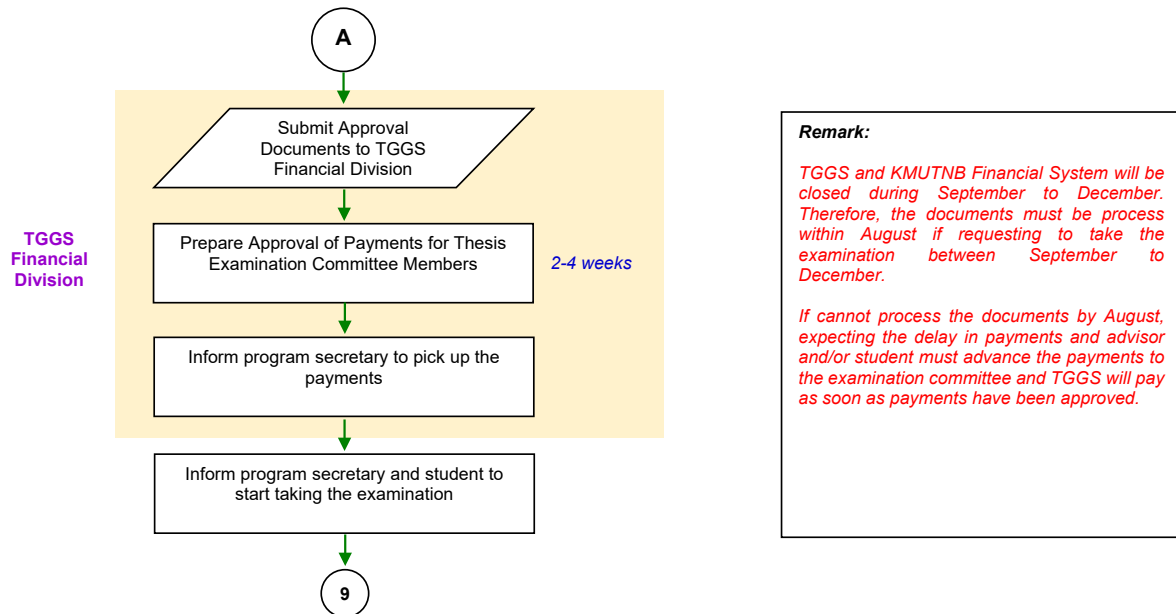 A
Submit Approval
Documents to TGGS
Financial Division
TGGS
Financial
Division
Prepare Approval of Payments for Thesis
Examination Committee Members
2-4 weeks
Inform program secretary to pick up the
payments
Inform program secretary and student to
start taking the examination
9
Remark:
TGGS and KMUTNB Financial System will be
closed during September to December.
Therefore, the documents must be process
within August if requesting to take the
examination between September to
December.
If cannot process the documents by August,
expecting the delay in payments and advisor
and/or student must advance the payments to
the examination committee and TGGS will pay
as soon as payments have been approved.